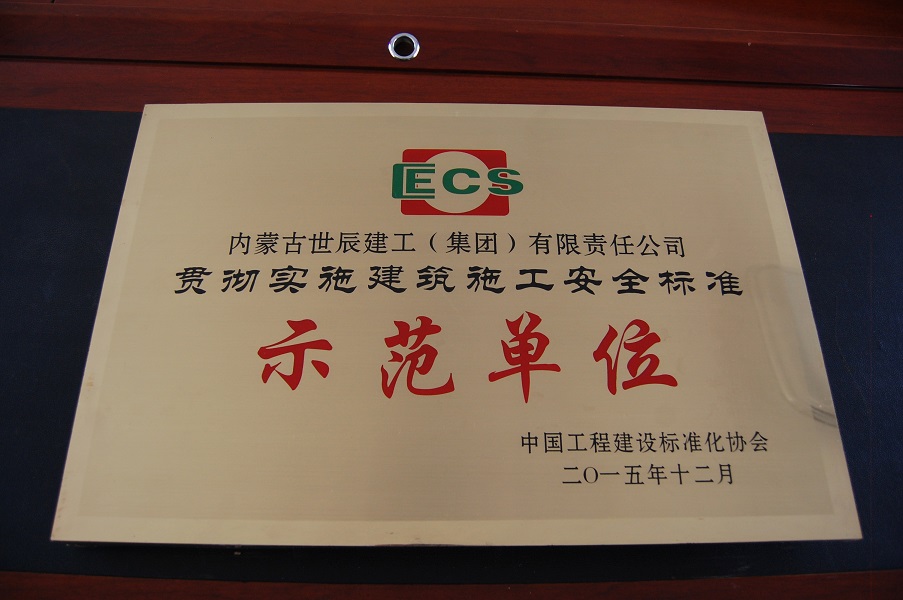 CECS
内蒙古世辰建工（集团）有限责任公司
贯彻实施建筑施工安全标准
示范单位
中国工程建设标准化协会
二〇一五年十二月